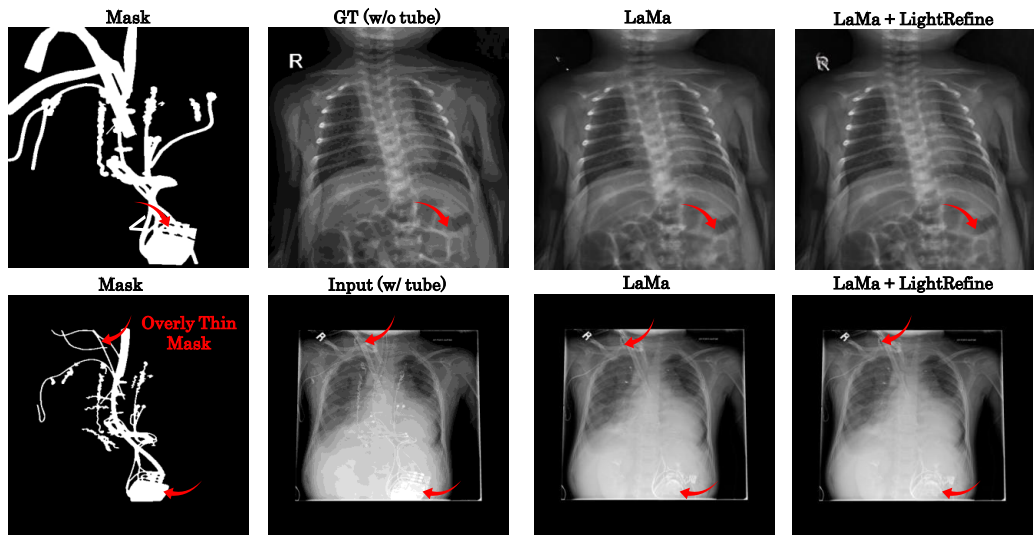 Mask
GT (w/o tube)
LaMa
LaMa + LightRefine
R
R
Mask
Input (w/ tube)
LaMa
LaMa + LightRefine
Overly Thin
Mask
R
R
R